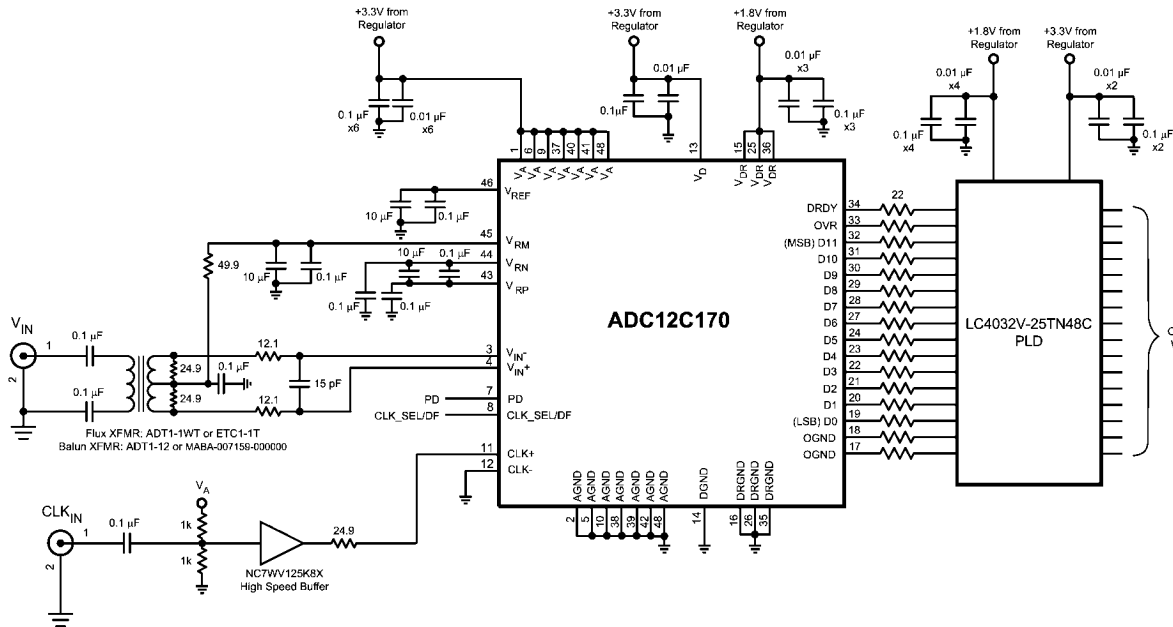 +3.3V from
Regulator
+3.3V from
Regulator
+1.8V from
Regulator
+1.8V from
Regulator
+3.3V from
Regulator
0.1 µF
x6
0.01 µF
x6
0.01 µF
0.1µF
0.01 µF
x3
0.1 µF
x3
0.01 µF
x4
0.1 µF
x4
0.01 µF
x2
0.1 µF
x2
1
6
9
37
40
41
48
13
15
25
36
VA
VA
VA
VA
VA
VA
VA
VD
VDR
VDR
VDR
46
VREF
10 µF
0.1 µF
45
VRM
44
VRN
43
VRP
49.9
10 µF
0.1 µF
10 µF
0.1 µF
0.1 µF
0.1 µF
ADC12C170
22
DRDY 34
OVR 33
(MSB) D11 32
D10 31
D9 30
D8 29
D7 28
D6 27
D5 24
D4 23
D3 22
D2 21
D1 20
(LSB) D0 19
OGND 18
OGND 17
LC4032V-25TN48C
PLD
VIN
1
2
0.1 µF
0.1 µF
24.9
24.9
0.1 µF
12.1
12.1
15 pF
3 VIN-
4 VIN+
PD 7 PD
CLK_SEL/DF 8 CLK_SEL/DF
Flux XFMR: ADT1-1WT or ETC1-1T
Balun XFMR: ADT1-12 or MABA-007159-000000
11 CLK+
12 CLK-
AGND
AGND
AGND
AGND
AGND
AGND
AGND
DGND
DRGND
DRGND
DRGND
2
5
10
38
39
42
48
14
16
26
35
VA
CLKIN
1
2
0.1 µF
1k
1k
24.9
NC7WV125K8X
High Speed Buffer